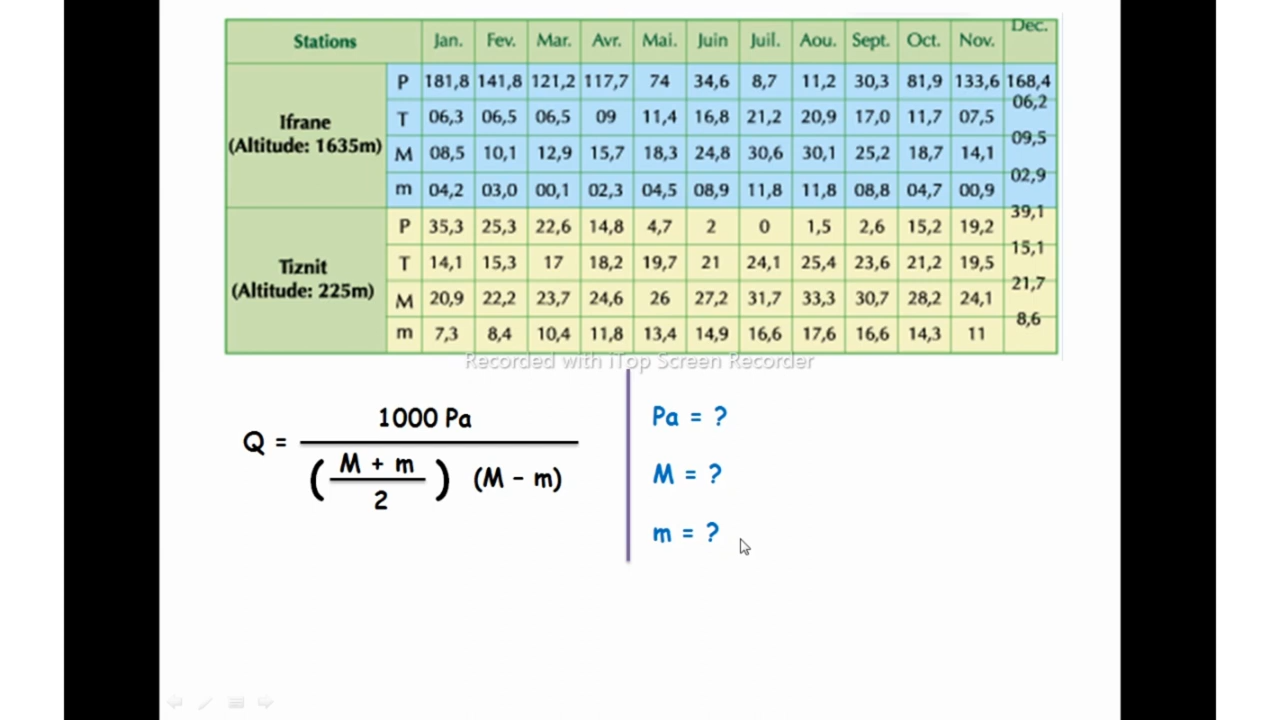 Stations Jan. Fev. Mar. Avr. Mai. Juin Juil. Aou. Sept. Oct. Nov. Dec.
Ifrane
(Altitude: 1635m)
P 181,8 141,8 121,2 117,7 74 34,6 8,7 11,2 30,3 81,9 133,6 168,4
T 06,3 06,5 06,5 09 11,4 16,8 21,2 20,9 17,0 11,7 07,5 06,2
M 08,5 10,1 12,9 15,7 18,3 24,8 30,6 30,1 25,2 18,7 14,1 09,5
m 04,2 03,0 00,1 02,3 04,5 08,9 11,8 11,8 08,8 04,7 00,9 02,9
Tiznit
(Altitude: 225m)
P 35,3 25,3 22,6 14,8 4,7 2 0 1,5 2,6 15,2 19,2 39,1
T 14,1 15,3 17 18,2 19,7 21 24,1 25,4 23,6 21,2 19,5 15,1
M 20,9 22,2 23,7 24,6 26 27,2 31,7 33,3 30,7 28,2 24,1 21,7
m 7,3 8,4 10,4 11,8 13,4 14,9 16,6 17,6 16,6 14,3 11 8,6
Recorded with iTop Screen Recorder
1000 Pa
Q =
M + m
( ) (M - m)
2
Pa = ?
M = ?
m = ?